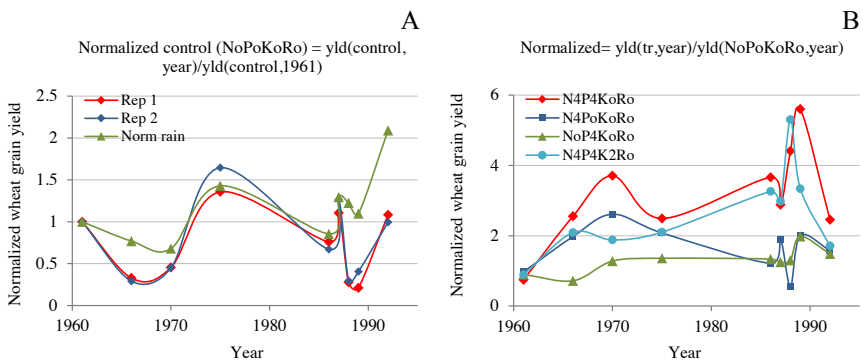 A
Normalized control (NoPoKoRo) = yld(control,
year)/yld(control,1961)
Normalized wheat grain yield
2.5
2
1.5
1
0.5
0
Rep 1
Rep 2
Norm rain
1960
1970
1980
1990
Year
B
Normalized= yld(tr,year)/yld(NoPoKoRo,year)
Normalized wheat grain yield
6
4
2
0
N4P4KoRo
N4PoKoRo
NoP4KoRo
N4P4K2Ro
1960
1970
1980
1990
Year